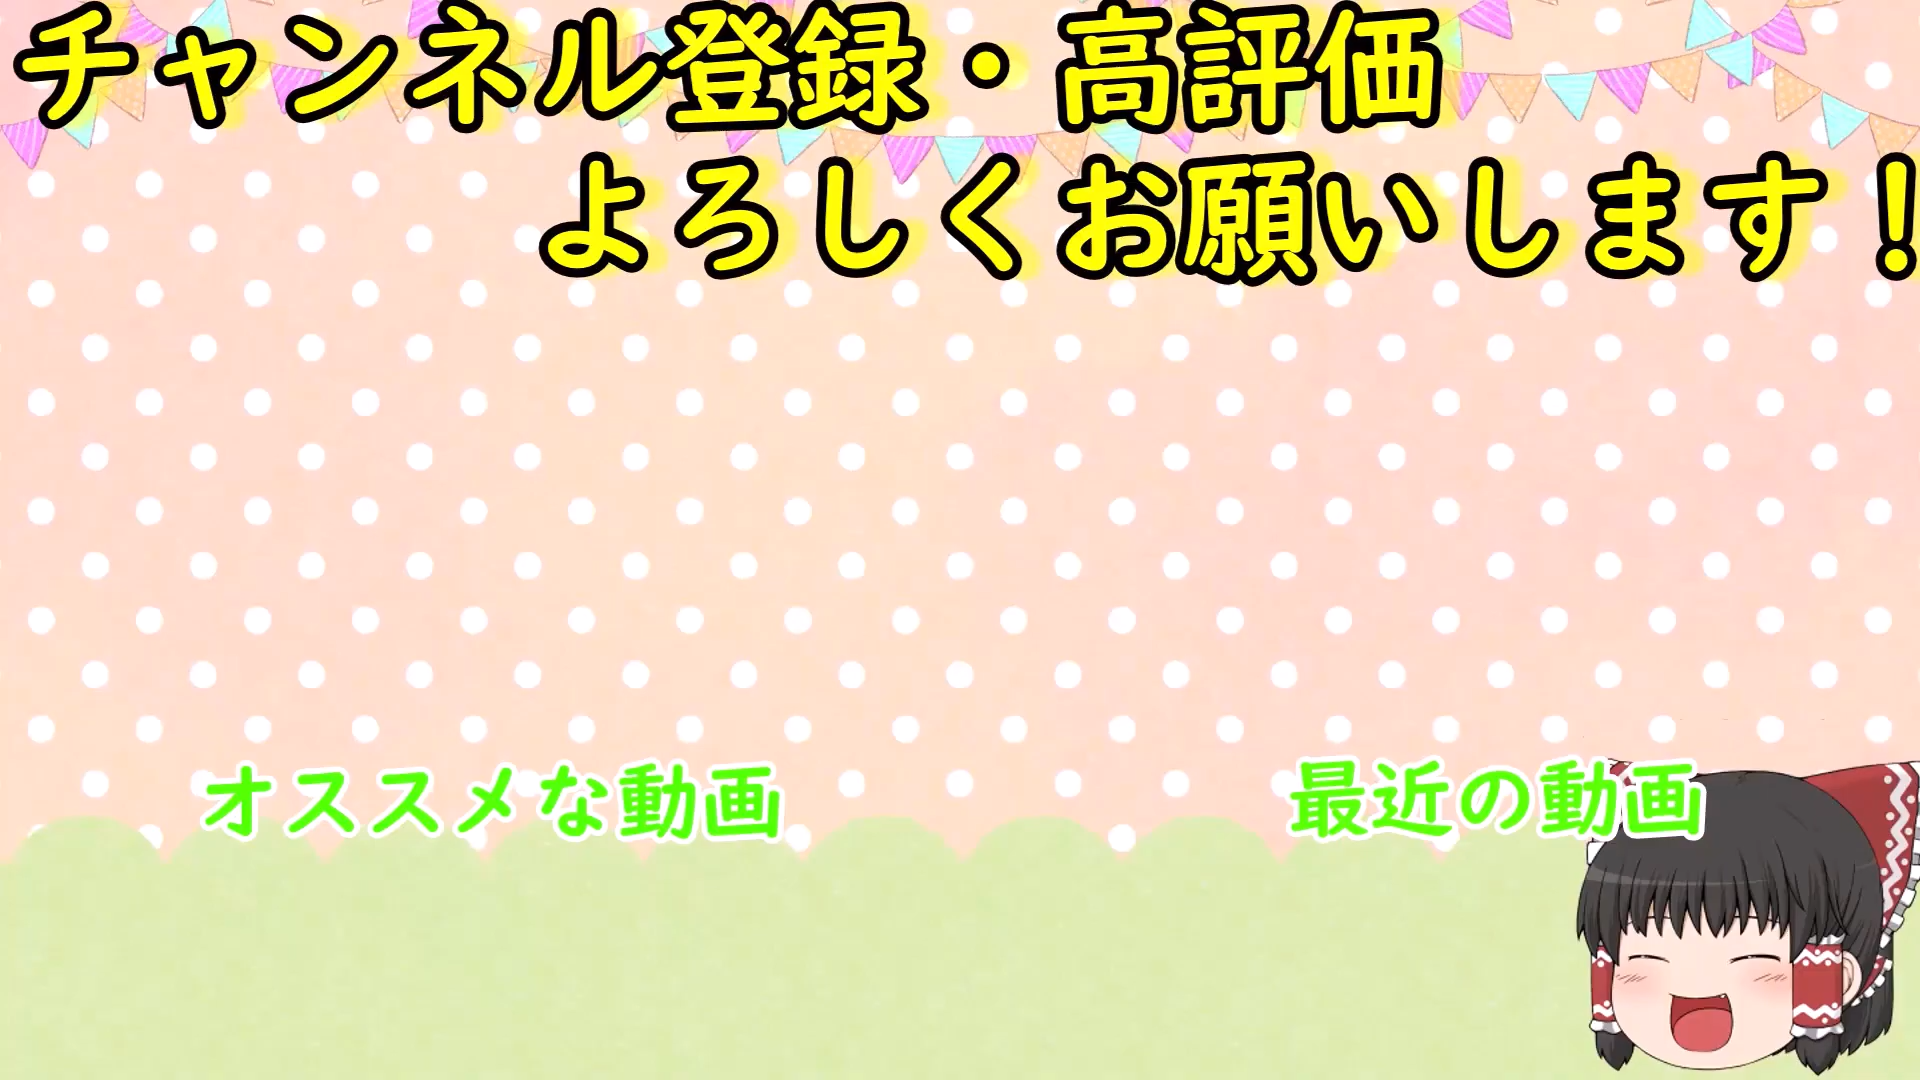 チャンネル登録・高評価
よろしくお願いします！
オススメな動画
最近の動画